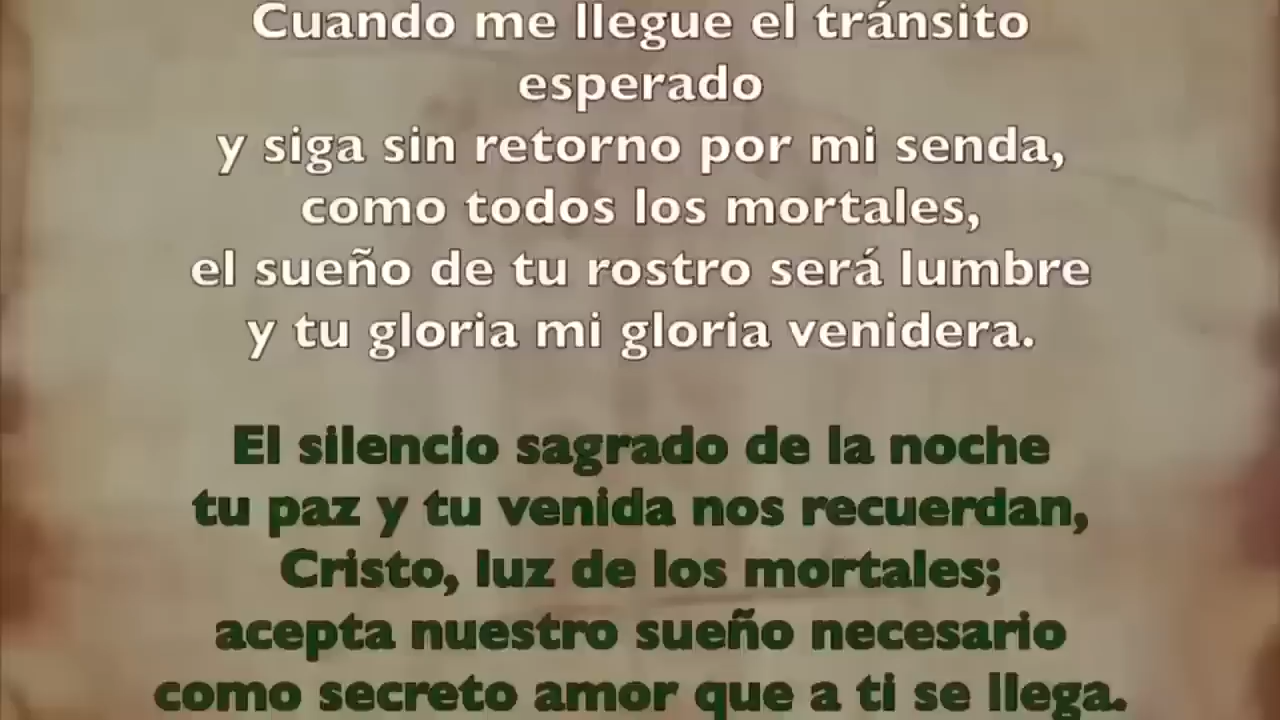 Cuando me llegue el tránsito
esperado
y siga sin retorno por mi senda,
como todos los mortales,
el sueño de tu rostro será lumbre
y tu gloria mi gloria venidera.
El silencio sagrado de la noche
tu paz y tu venida nos recuerdan,
Cristo, luz de los mortales;
acepta nuestro sueño necesario
como secreto amor que a ti se llega.